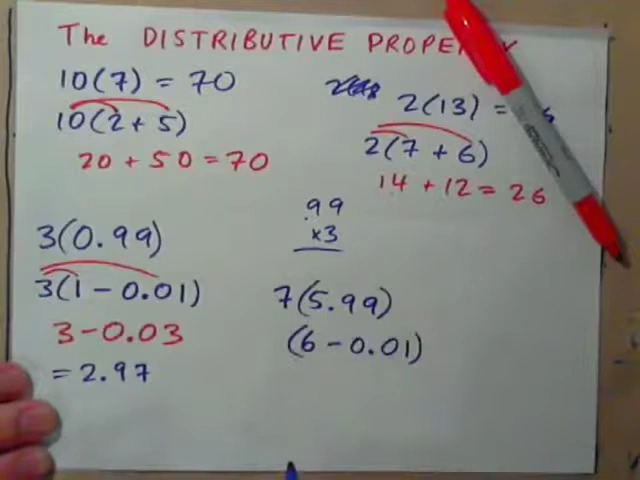 The DISTRIBUTIVE PROPERTY
10(7) = 70
10(2 + 5)
20 + 50 = 70
2(13) =
2(7 + 6)
14 + 12 = 26
3(0.99)
3(1 - 0.01)
3 - 0.03
= 2.97
.99
x3
7(5.99)
(6 - 0.01)